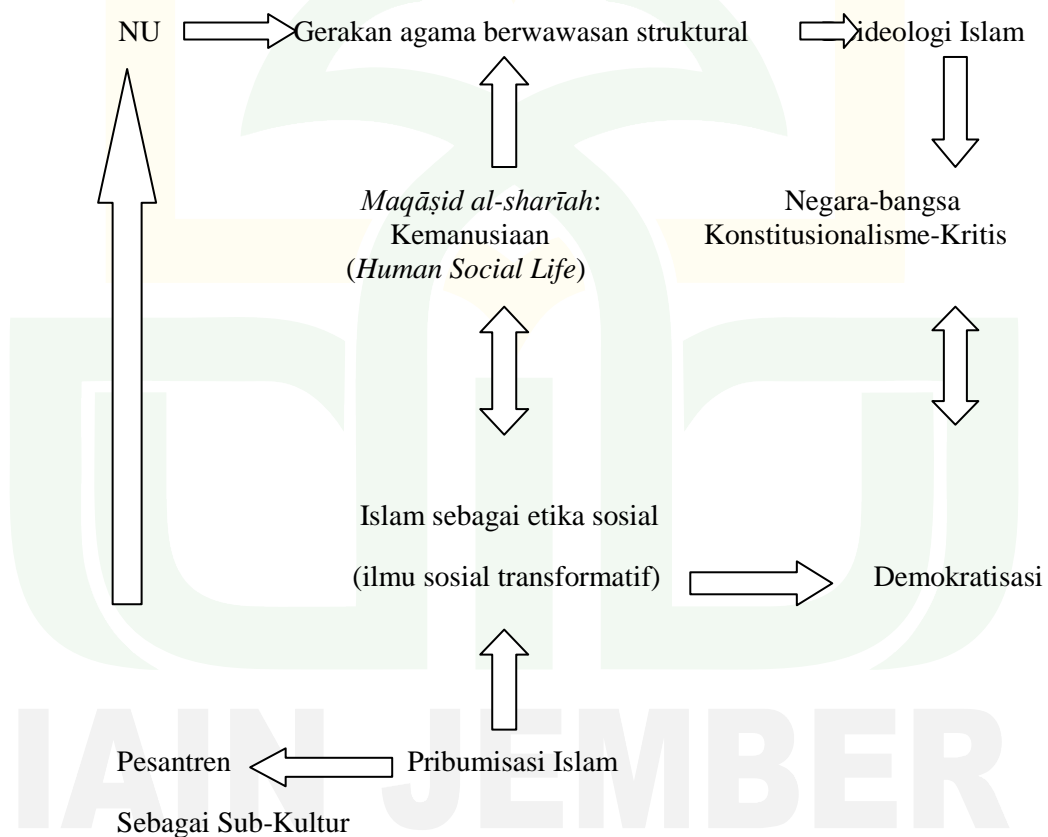 NU Gerakan agama berwawasan struktural ideologi Islam
Maqāṣid al-sharīah:
Kemanusiaan
(Human Social Life)
Negara-bangsa
Konstitusionalisme-Kritis
Islam sebagai etika sosial
(ilmu sosial transformatif)
Demokratisasi
Pesantren
Sebagai Sub-Kultur
Pribumisasi Islam
IAIN JEMBER